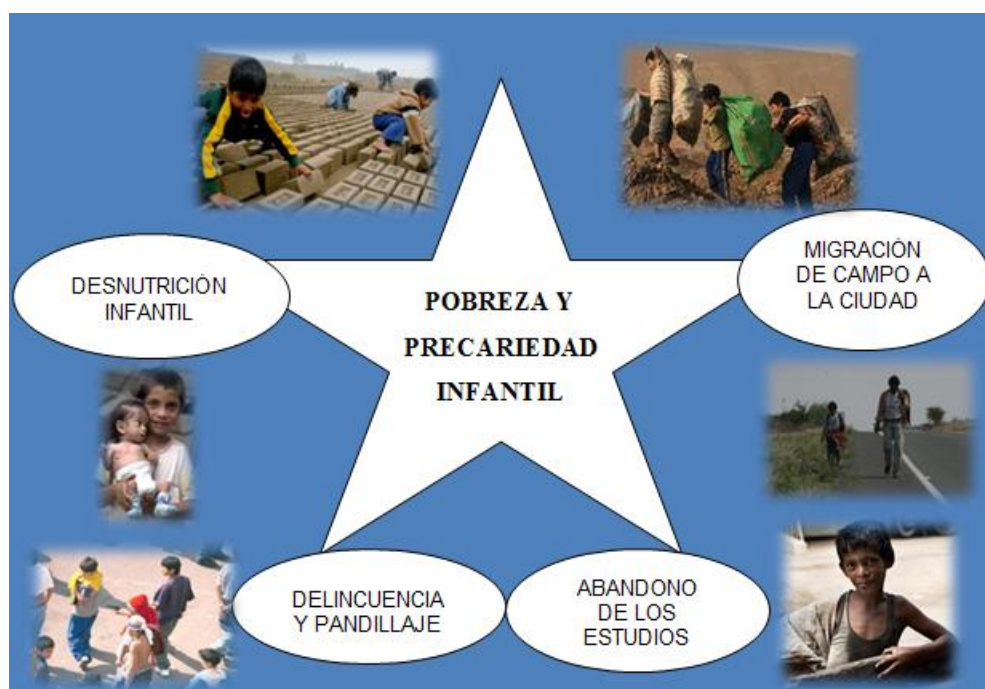 POBREZA Y
PRECARIEDAD
INFANTIL
DESNUTRICIÓN
INFANTIL
MIGRACIÓN
DE CAMPO A
LA CIUDAD
DELINCUENCIA
Y PANDILLAJE
ABANDONO
DE LOS
ESTUDIOS